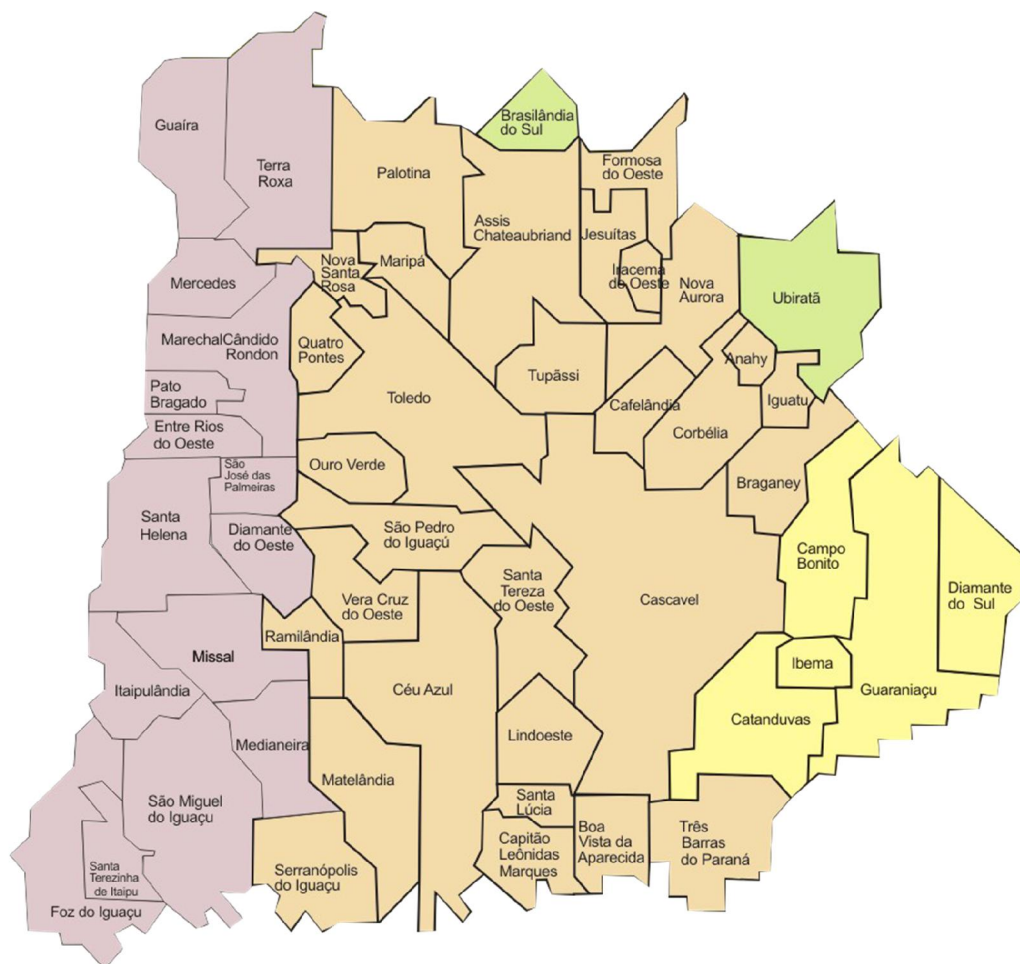 Brasilândia
do Sul
Guaíra
Terra
Roxa
Palotina
Formosa
do Oeste
Assis
Chateaubriand
Jesuítas
Nova
Santa
Rosa
Maripá
Iracema
do Oeste
Nova
Aurora
Mercedes
Ubiratã
Marechal Cândido
Rondon
Quatro
Pontes
Anahy
Tupãssi
Pato
Bragado
Toledo
Cafelândia
Iguatu
Entre Rios
do Oeste
Corbélia
São
José das
Palmeiras
Ouro Verde
Braganey
Santa
Helena
Diamante
do Oeste
São Pedro
do Iguaçú
Campo
Bonito
Santa
Tereza
do Oeste
Vera Cruz
do Oeste
Cascavel
Diamante
do Sul
Ramilândia
Missal
Ibema
Itaipulândia
Céu Azul
Guaraniaçu
Catanduvas
Medianeira
Lindoeste
Matelândia
São Miguel
do Iguaçu
Santa
Lúcia
Boa
Vista da
Aparecida
Três
Barras
do Paraná
Capitão
Leônidas
Marques
Santa
Terezinha
de Itaipu
Serranópolis
do Iguaçu
Foz do Iguaçu